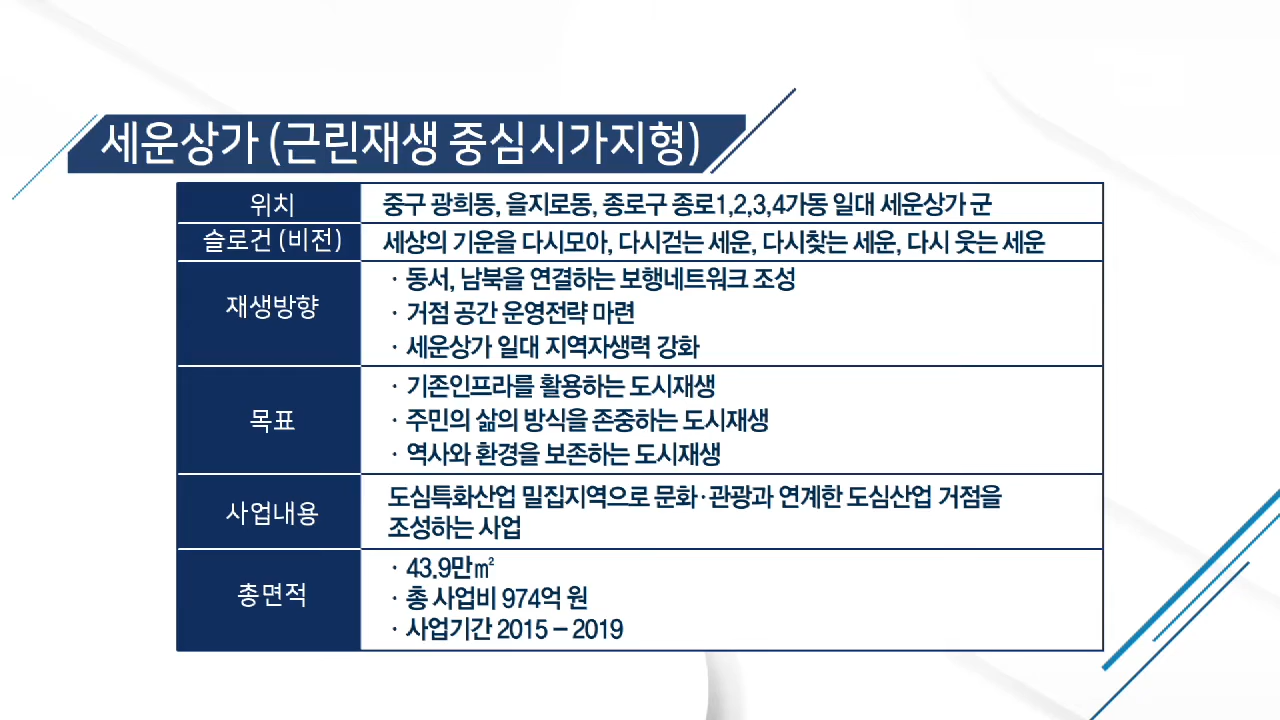 세운상가 (근린재생 중심시가지형)
위치
중구 광희동, 을지로동, 종로구 종로1,2,3,4가동 일대 세운상가 군
슬로건 (비전)
세상의 기운을 다시모아, 다시걷는 세운, 다시찾는 세운, 다시 웃는 세운
재생방향
· 동서, 남북을 연결하는 보행네트워크 조성
· 거점 공간 운영전략 마련
· 세운상가 일대 지역자생력 강화
목표
· 기존인프라를 활용하는 도시재생
· 주민의 삶의 방식을 존중하는 도시재생
· 역사와 환경을 보존하는 도시재생
사업내용
도심특화산업 밀집지역으로 문화·관광과 연계한 도심산업 거점을
조성하는 사업
총면적
· 43.9만㎡
· 총 사업비 974억 원
· 사업기간 2015 – 2019